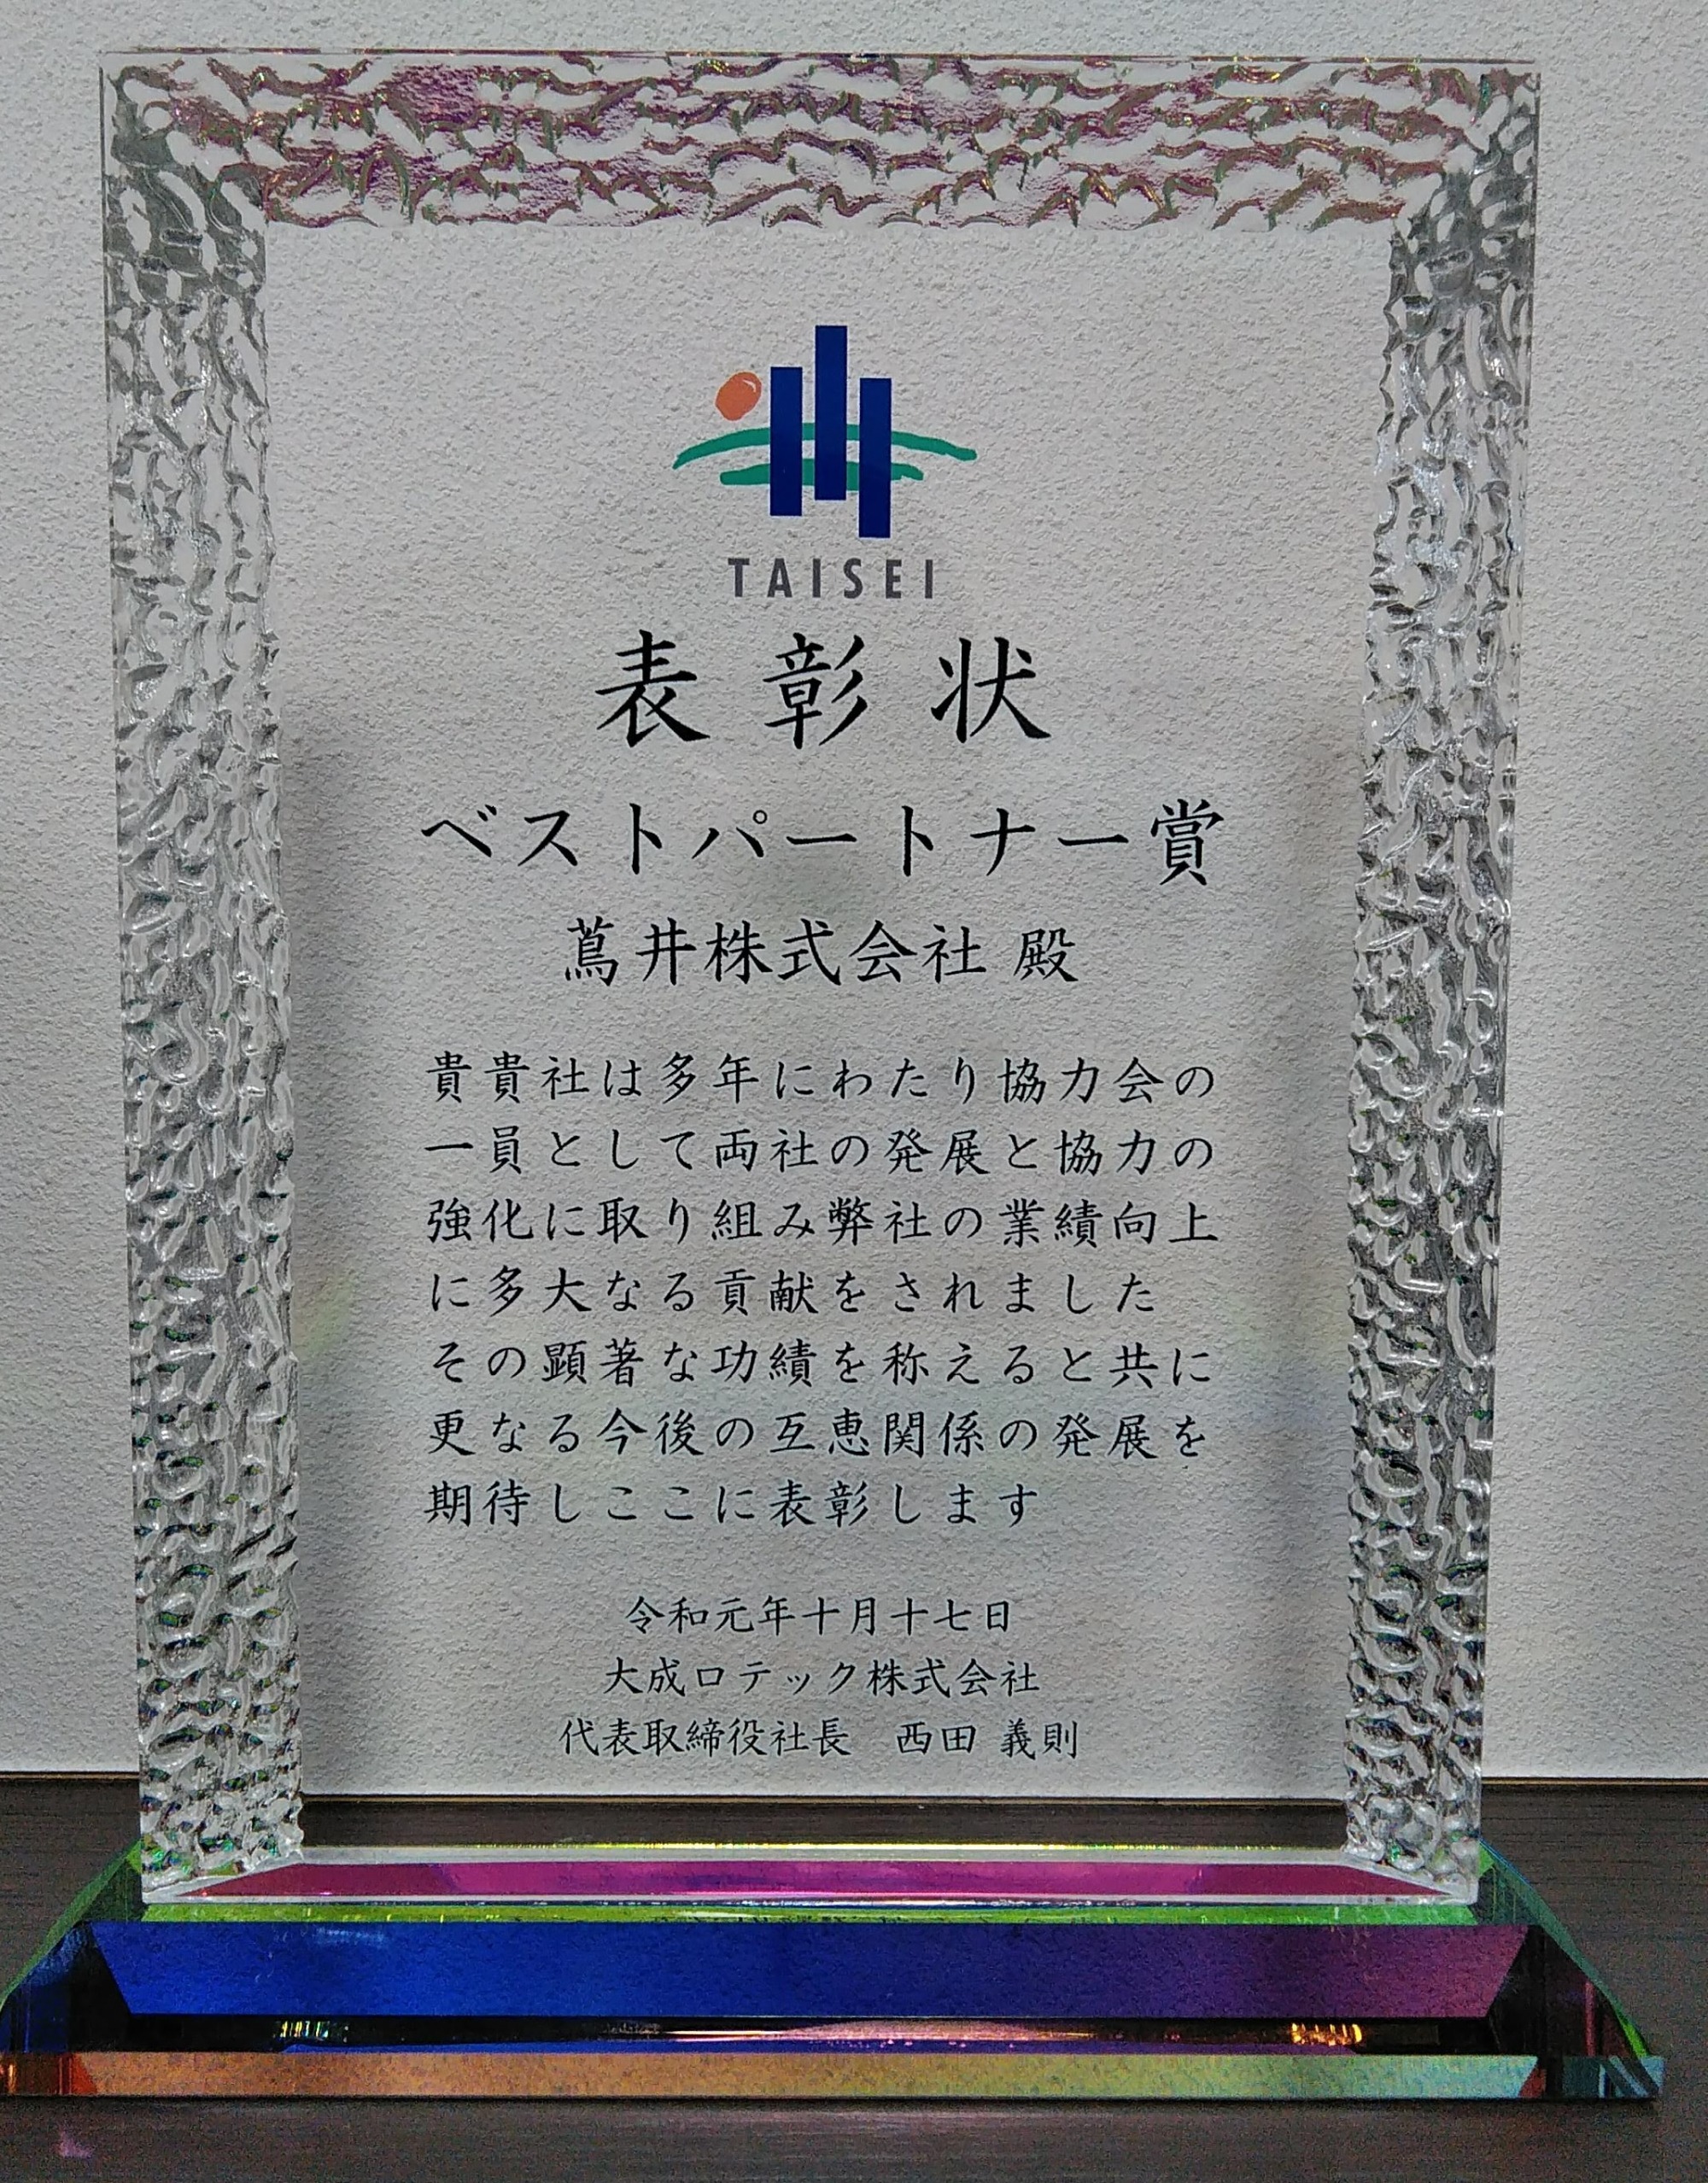 TAISEI
表彰状
ベストパートナー賞
蔦井株式会社 殿
貴貴社は多年にわたり協力会の
一員として両社の発展と協力の
強化に取り組み弊社の業績向上
に多大なる貢献をされました
その顕著な功績を称えると共に
更なる今後の互恵関係の発展を
期待しここに表彰します
令和元年十月十七日
大成ロテック株式会社
代表取締役社長　西田 義則